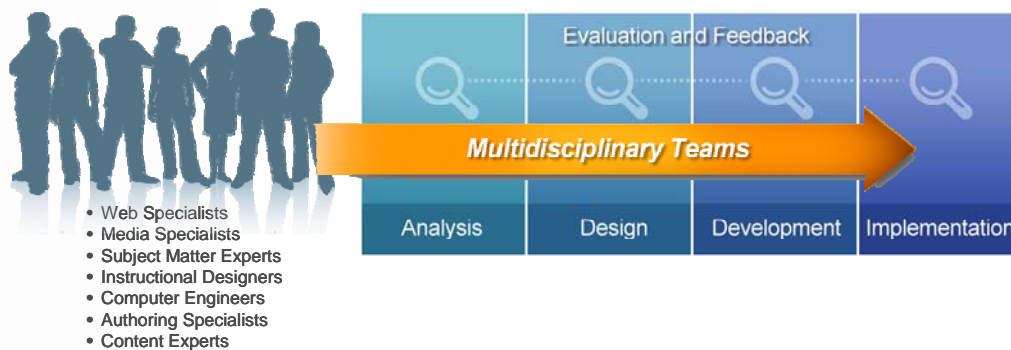 Evaluation and Feedback
Multidisciplinary Teams
Analysis
Design
Development
Implementation
• Web Specialists
• Media Specialists
• Subject Matter Experts
• Instructional Designers
• Computer Engineers
• Authoring Specialists
• Content Experts